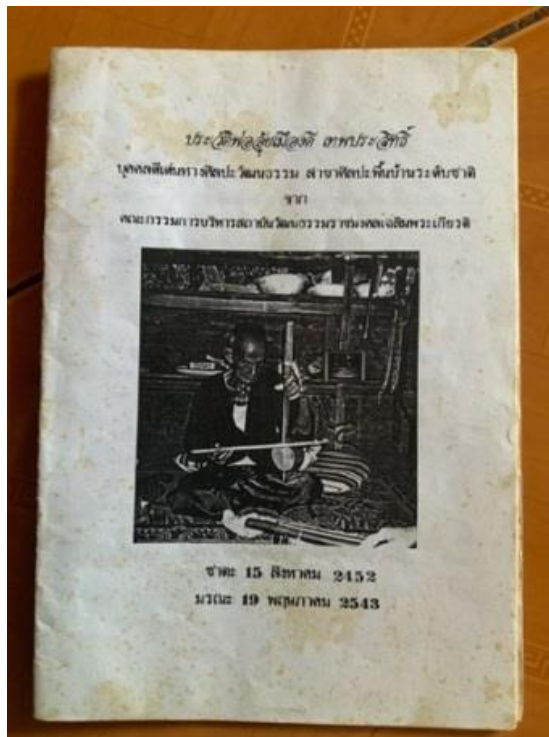 ประวัติพ่ออุ้ยเมืองดี เทพประสิทธิ์
บุคคลดีเด่นทางศิลปะวัฒนธรรม สาขาศิลปะพื้นบ้านระดับชาติ
จาก
คณะกรรมการบริหารสถาบันวัฒนธรรมราชมงคลเฉลิมพระเกียรติ
ชาตะ 15 สิงหาคม 2452
มรณะ 19 พฤษภาคม 2543